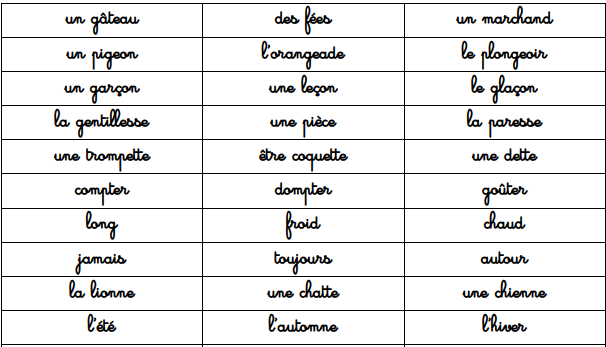 un gâteau des fées un marchand
un pigeon l'orangeade le plongeoir
un garçon une leçon le glaçon
la gentillesse une pièce la paresse
une trompette être coquette une dette
compter dompter goûter
long froid chaud
jamais toujours autour
la lionne une chatte une chienne
l'été l'automne l'hiver